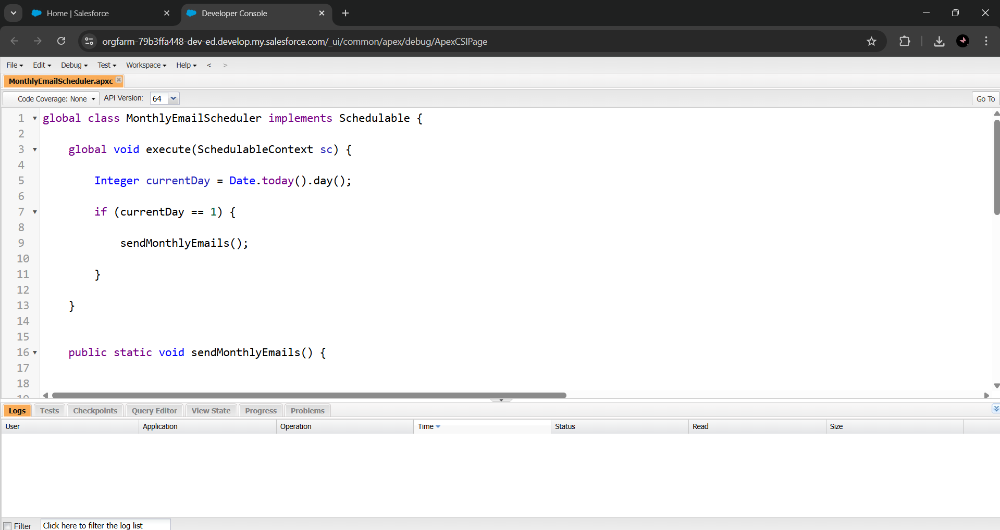 Home | Salesforce
Developer Console
orgfarm-79b3ffa448-dev-ed.develop.my.salesforce.com/_ui/common/apex/debug/ApexCSIPage
File Edit Debug Test Workspace Help < >
MonthlyEmailScheduler.apxc
Code Coverage: None API Version: 64 Go To
1 global class MonthlyEmailScheduler implements Schedulable {
2
3 global void execute(SchedulableContext sc) {
4
5 Integer currentDay = Date.today().day();
6
7 if (currentDay == 1) {
8
9 sendMonthlyEmails();
10
11 }
12
13 }
14
15
16 public static void sendMonthlyEmails() {
17
18
19
Logs Tests Checkpoints Query Editor View State Progress Problems
User Application Operation Time Status Read Size
Filter Click here to filter the log list